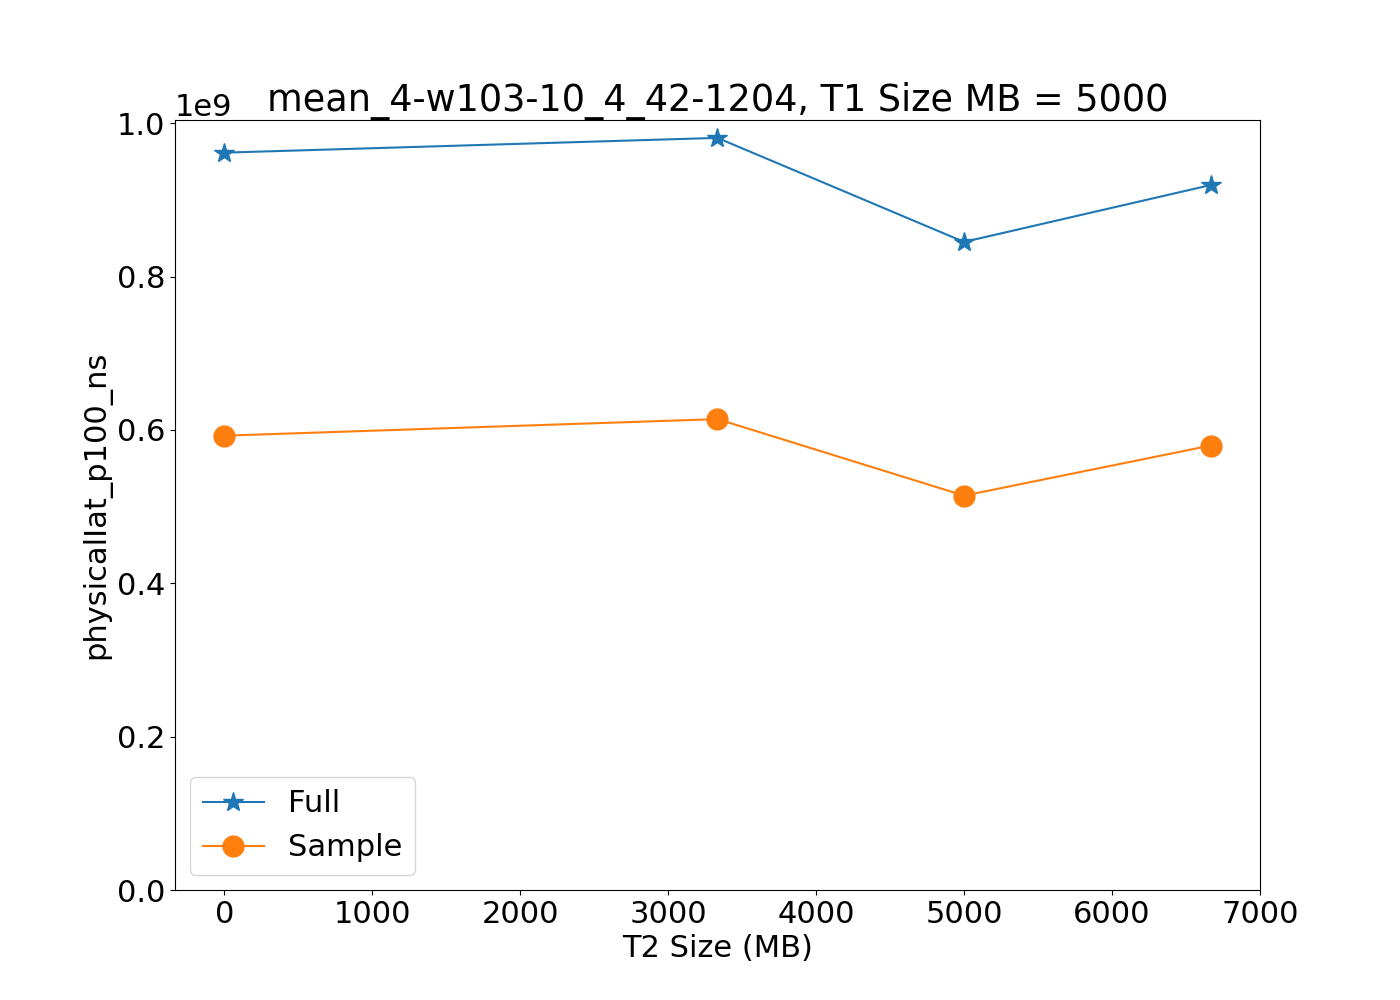 mean_4-w103-10_4_42-1204, T1 Size MB = 5000
1e9
1.0
0.8
0.6
0.4
0.2
0.0
physicallat_p100_ns
Full
Sample
0 1000 2000 3000 4000 5000 6000 7000
T2 Size (MB)